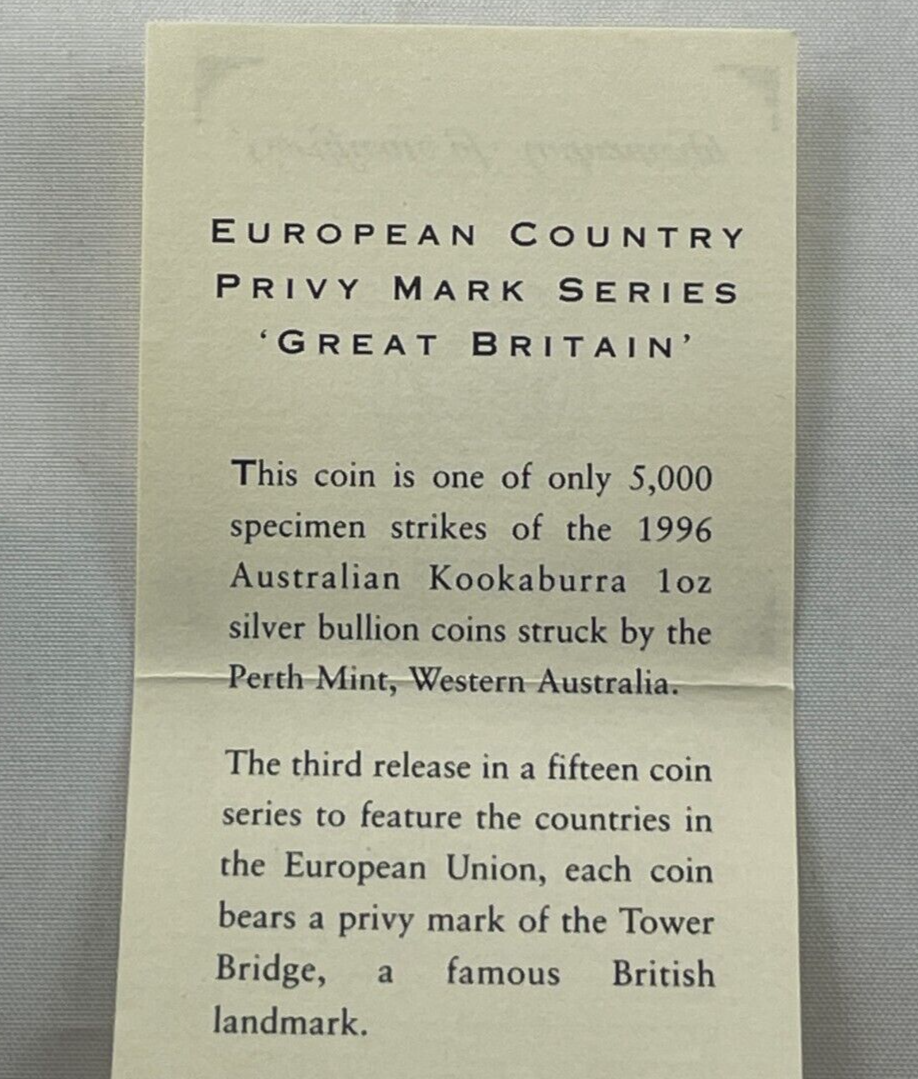 EUROPEAN COUNTRY
PRIVY MARK SERIES
‘GREAT BRITAIN’
This coin is one of only 5,000
specimen strikes of the 1996
Australian Kookaburra 1oz
silver bullion coins struck by the
Perth Mint, Western Australia.
The third release in a fifteen coin
series to feature the countries in
the European Union, each coin
bears a privy mark of the Tower
Bridge, a famous British
landmark.